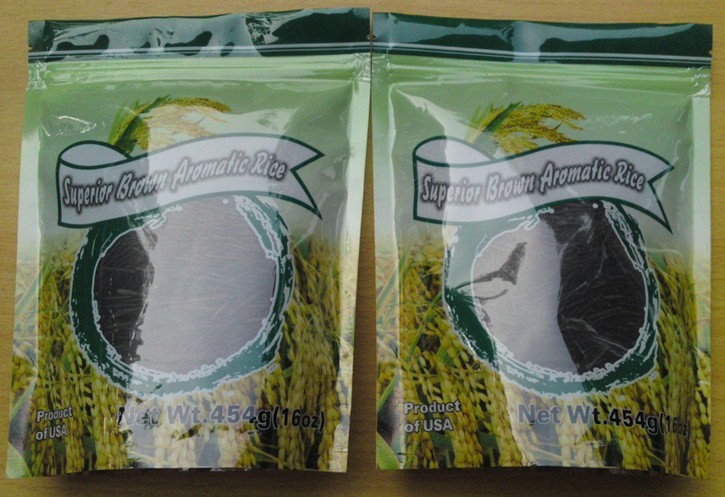 Superior Brown Aromatic Rice
Product
of USA
Net Wt.454g(16oz)
Superior Brown Aromatic Rice
Product
of USA
Net Wt.454g(16oz)